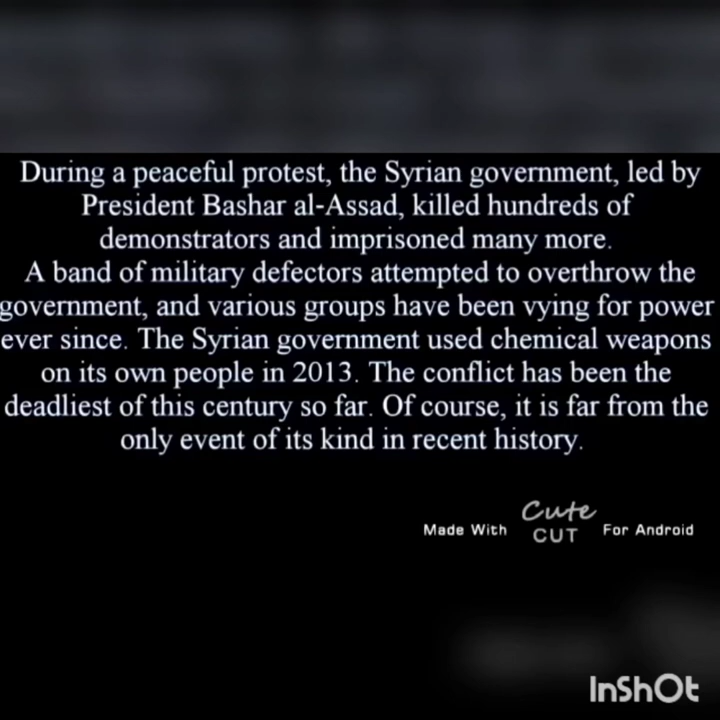 During a peaceful protest, the Syrian government, led by
President Bashar al-Assad, killed hundreds of
demonstrators and imprisoned many more.
A band of military defectors attempted to overthrow the
government, and various groups have been vying for power
ever since. The Syrian government used chemical weapons
on its own people in 2013. The conflict has been the
deadliest of this century so far. Of course, it is far from the
only event of its kind in recent history.
Made With Cute CUT For Android
InShOt